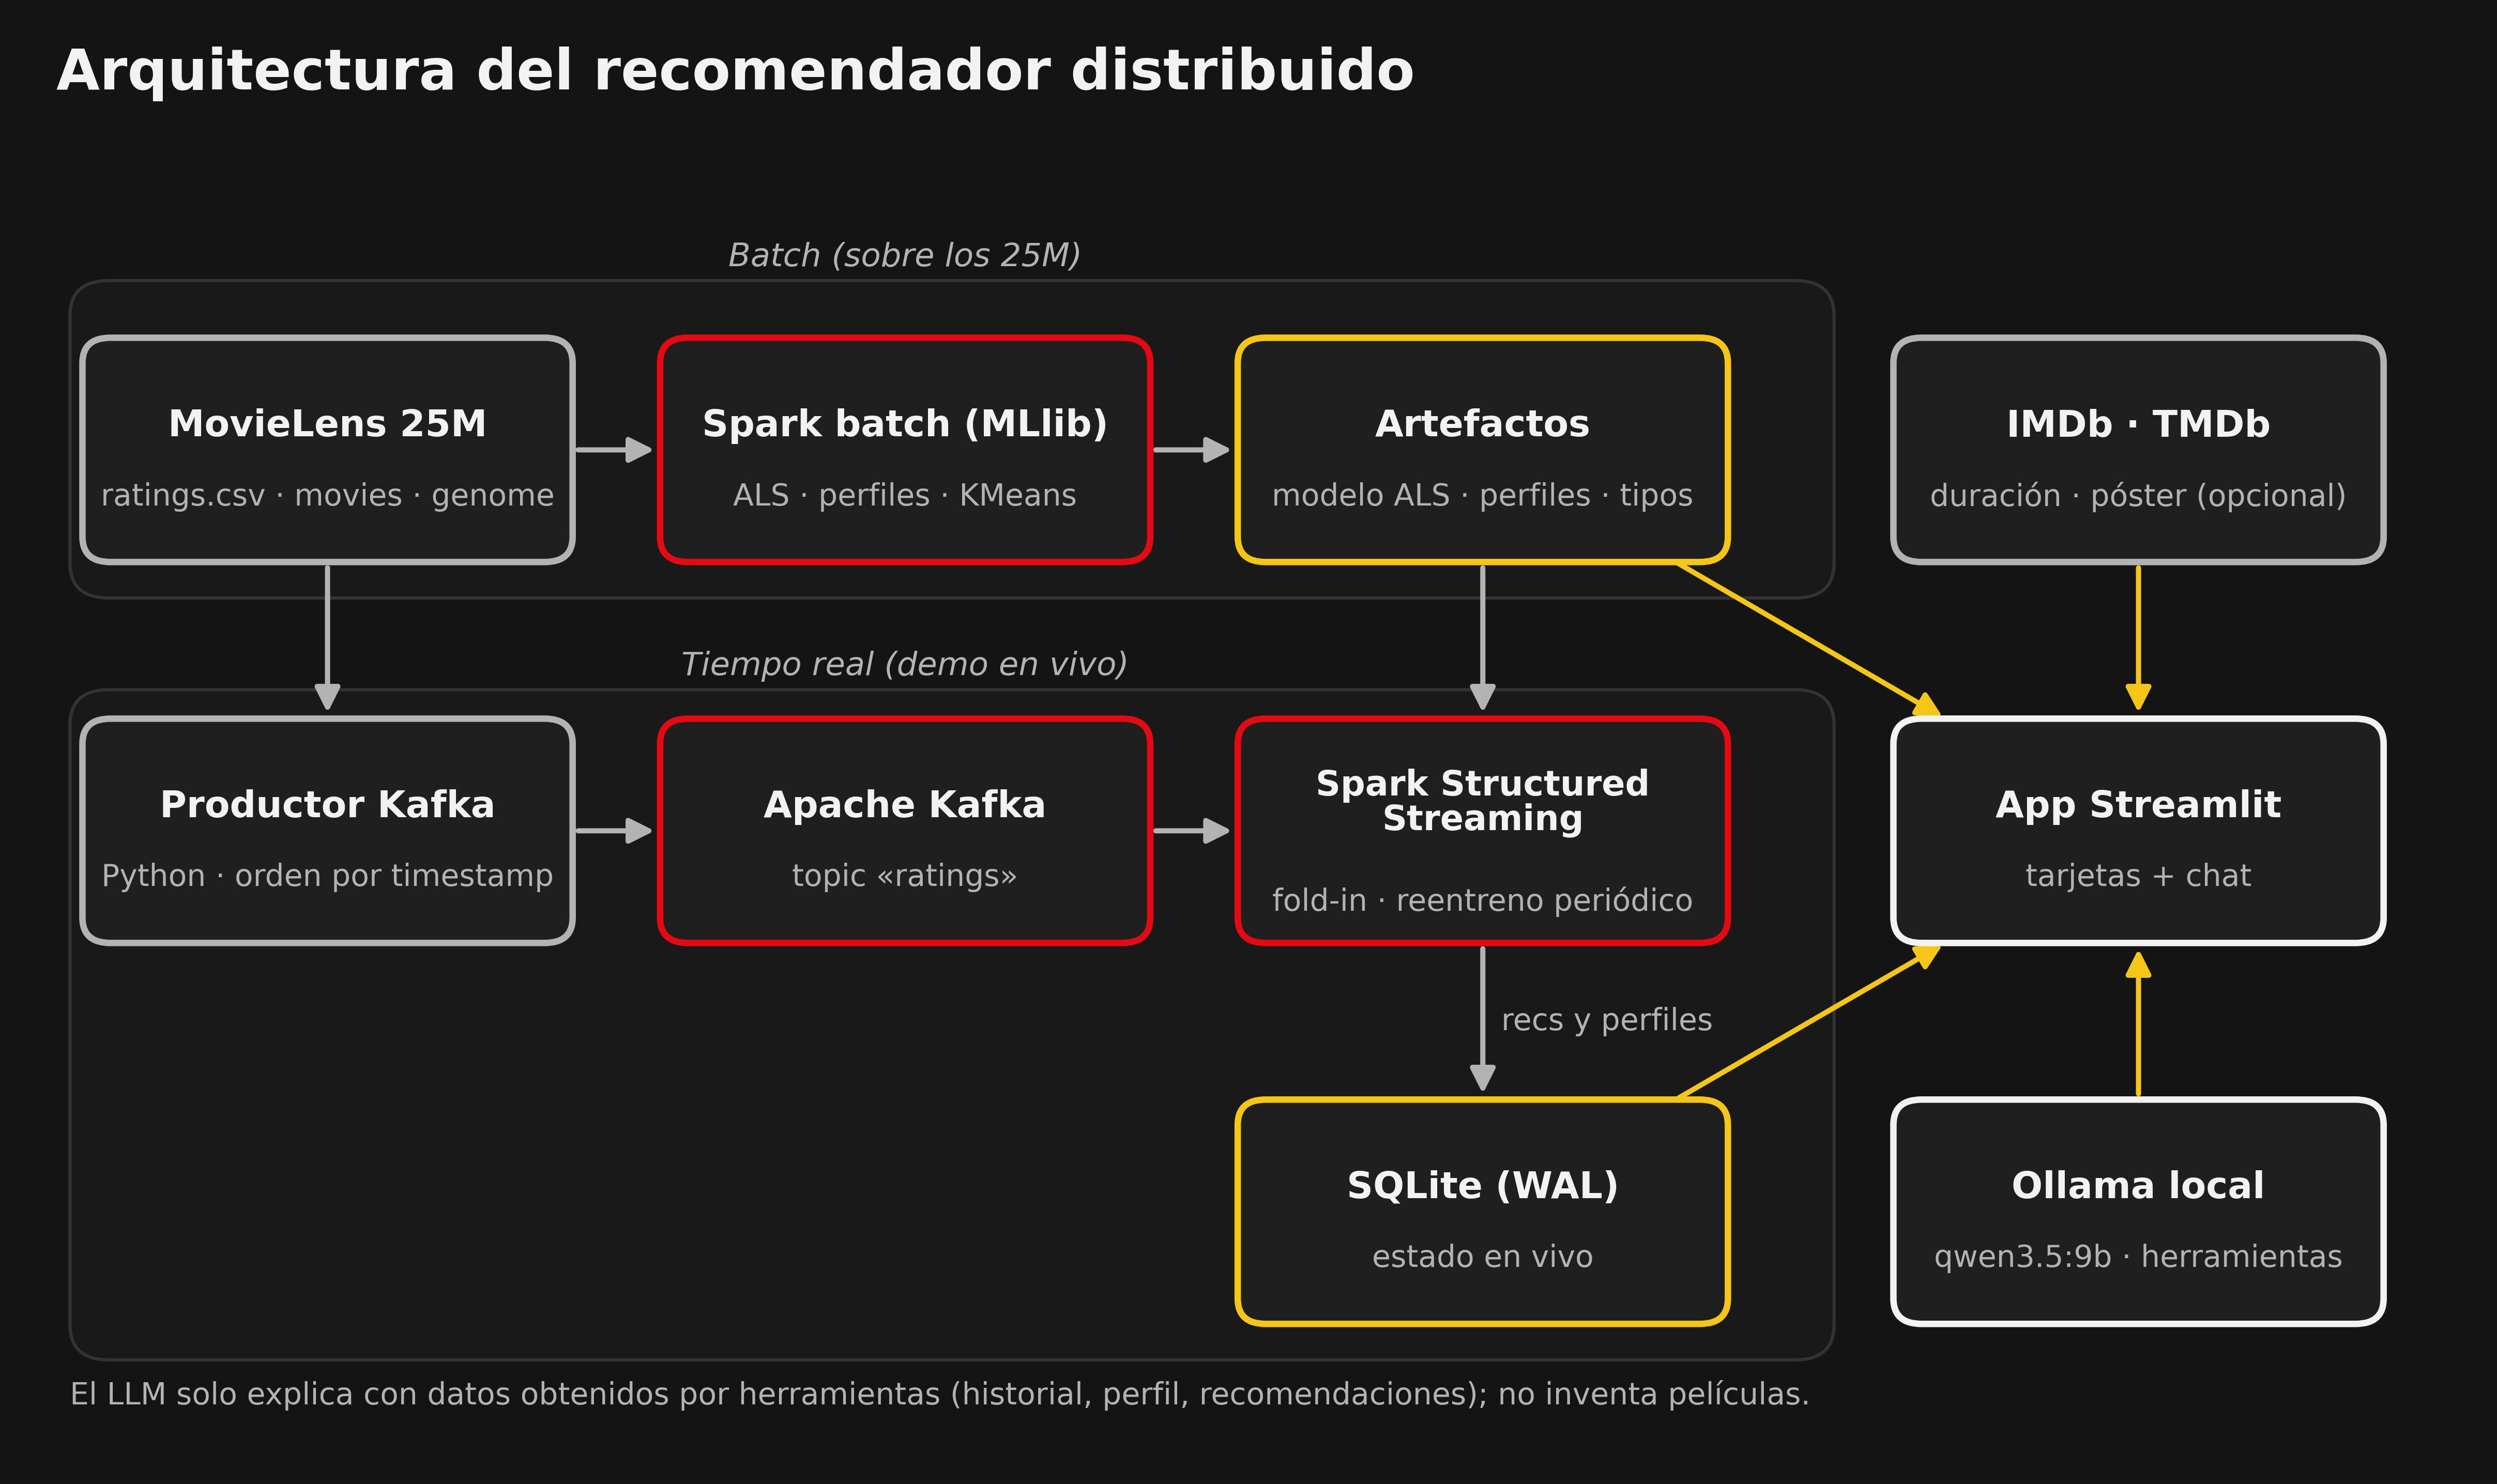 Arquitectura del recomendador distribuido
Batch (sobre los 25M)
MovieLens 25M
ratings.csv · movies · genome
Spark batch (MLlib)
ALS · perfiles · KMeans
Artefactos
modelo ALS · perfiles · tipos
IMDb · TMDb
duración · póster (opcional)
Tiempo real (demo en vivo)
Productor Kafka
Python · orden por timestamp
Apache Kafka
topic «ratings»
Spark Structured
Streaming
fold-in · reentreno periódico
App Streamlit
tarjetas + chat
recs y perfiles
SQLite (WAL)
estado en vivo
Ollama local
qwen3.5:9b · herramientas
El LLM solo explica con datos obtenidos por herramientas (historial, perfil, recomendaciones); no inventa películas.